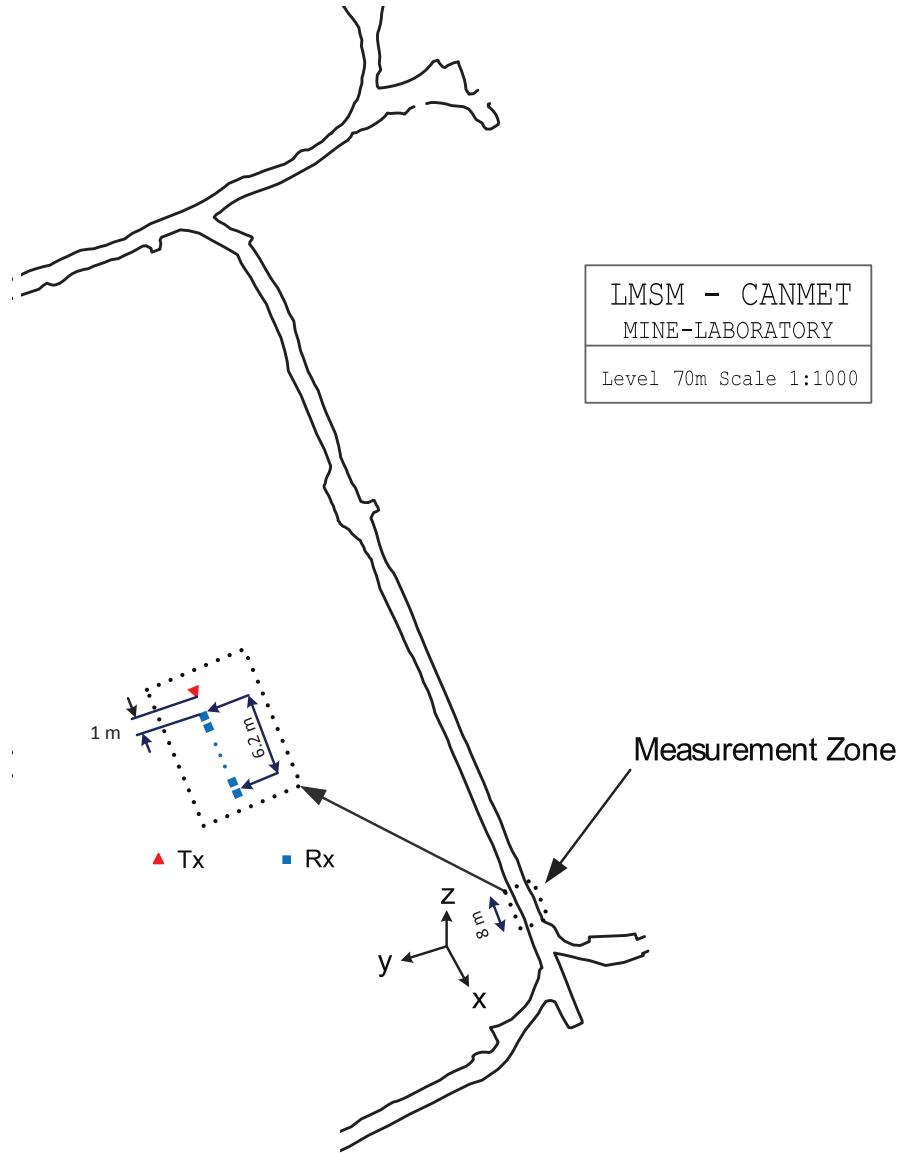 LMSM - CANMET
MINE-LABORATORY
Level 70m Scale 1:1000
1 m
6.2 m
Measurement Zone
Tx
Rx
z
8 m
y
x